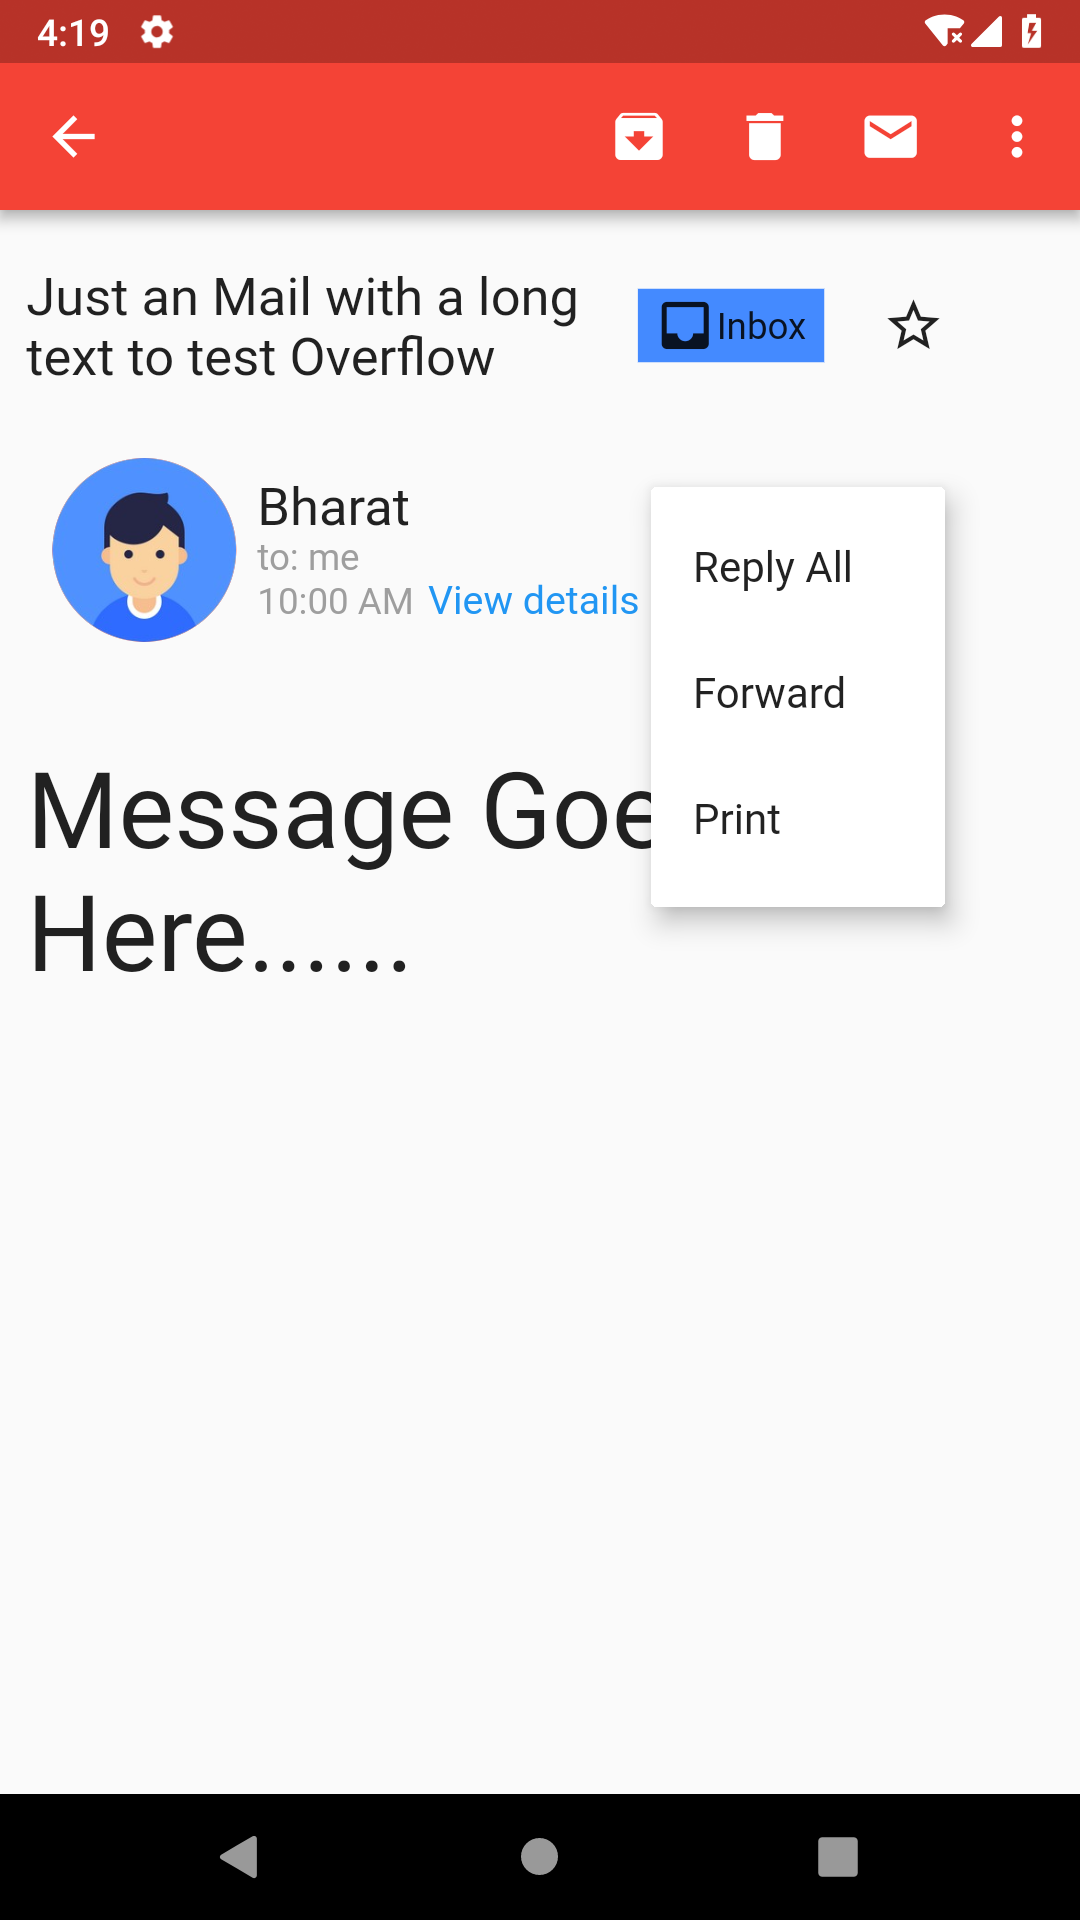 4:19
Just an Mail with a long
text to test Overflow
Inbox
Bharat
to: me
10:00 AM View details
Reply All
Forward
Print
Message Goe
Here......